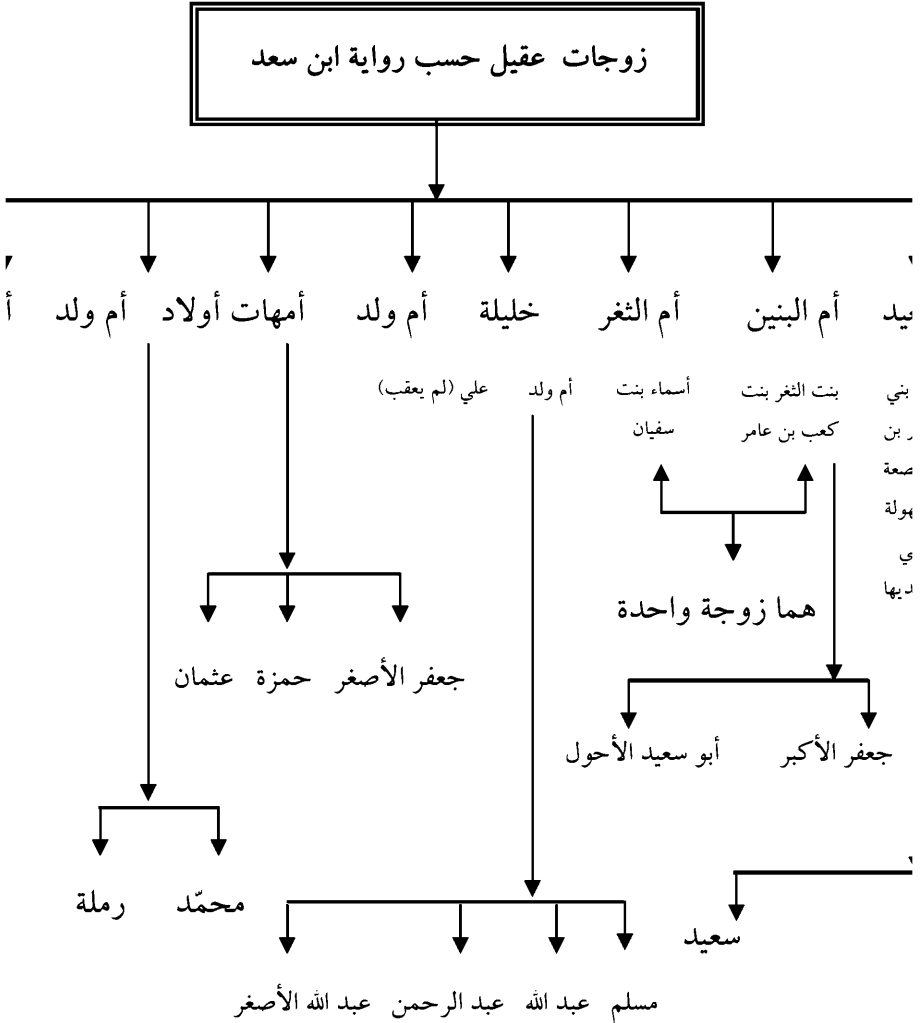 زوجات عقيل حسب رواية ابن سعد
أم البنين أم الثغر خليلة أم ولد أمهات أولاد أم ولد
بني بنت الثغر بنت أسماء بنت أم ولد علي (لم يعقب)
كعب بن عامر سفيان
هما زوجة واحدة
جعفر الأصغر حمزة عثمان
جعفر الأكبر أبو سعيد الأحول
محمّد رملة
سعيد
مسلم عبد الله عبد الرحمن عبد الله الأصغر